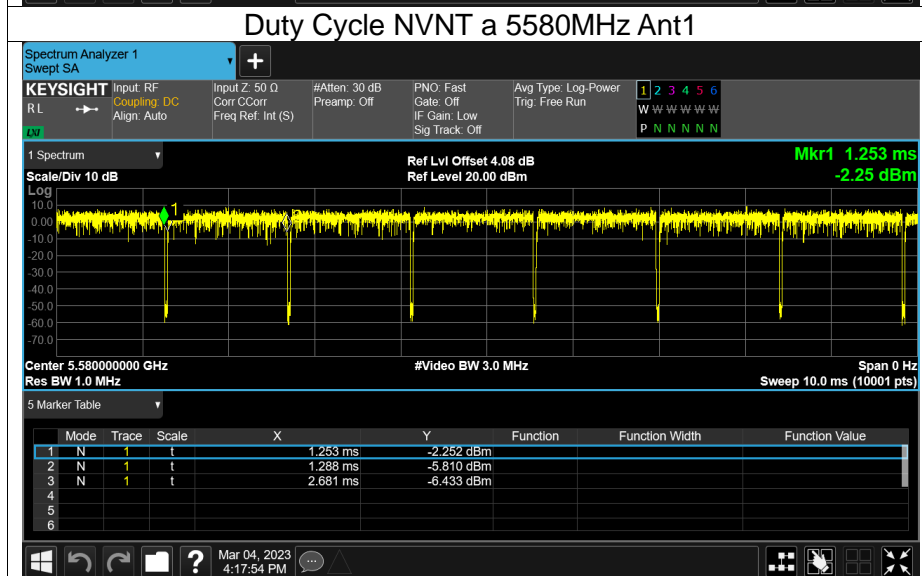 Duty Cycle NVNT a 5580MHz Ant1
Spectrum Analyzer 1
Swept SA
+
KEYSIGHT Input: RF Input Z: 50 Ω #Atten: 30 dB PNO: Fast Avg Type: Log-Power 1 2 3 4 5 6
R L Coupling: DC Corr CCorr Preamp: Off Gate: Off Trig: Free Run W W W W W W
Align: Auto Freq Ref: Int (S) IF Gain: Low
LXI Sig Track: Off P N N N N N
1 Spectrum Ref Lvl Offset 4.08 dB Mkr1 1.253 ms
Scale/Div 10 dB Ref Level 20.00 dBm -2.25 dBm
Log
10.0
0.00
-10.0
-20.0
-30.0
-40.0
-50.0
-60.0
-70.0
1
Center 5.580000000 GHz #Video BW 3.0 MHz Span 0 Hz
Res BW 1.0 MHz Sweep 10.0 ms (10001 pts)
5 Marker Table
Mode Trace Scale X Y Function Function Width Function Value
1 N 1 t 1.253 ms -2.252 dBm
2 N 1 t 1.288 ms -5.810 dBm
3 N 1 t 2.681 ms -6.433 dBm
4
5
6
? Mar 04, 2023
4:17:54 PM